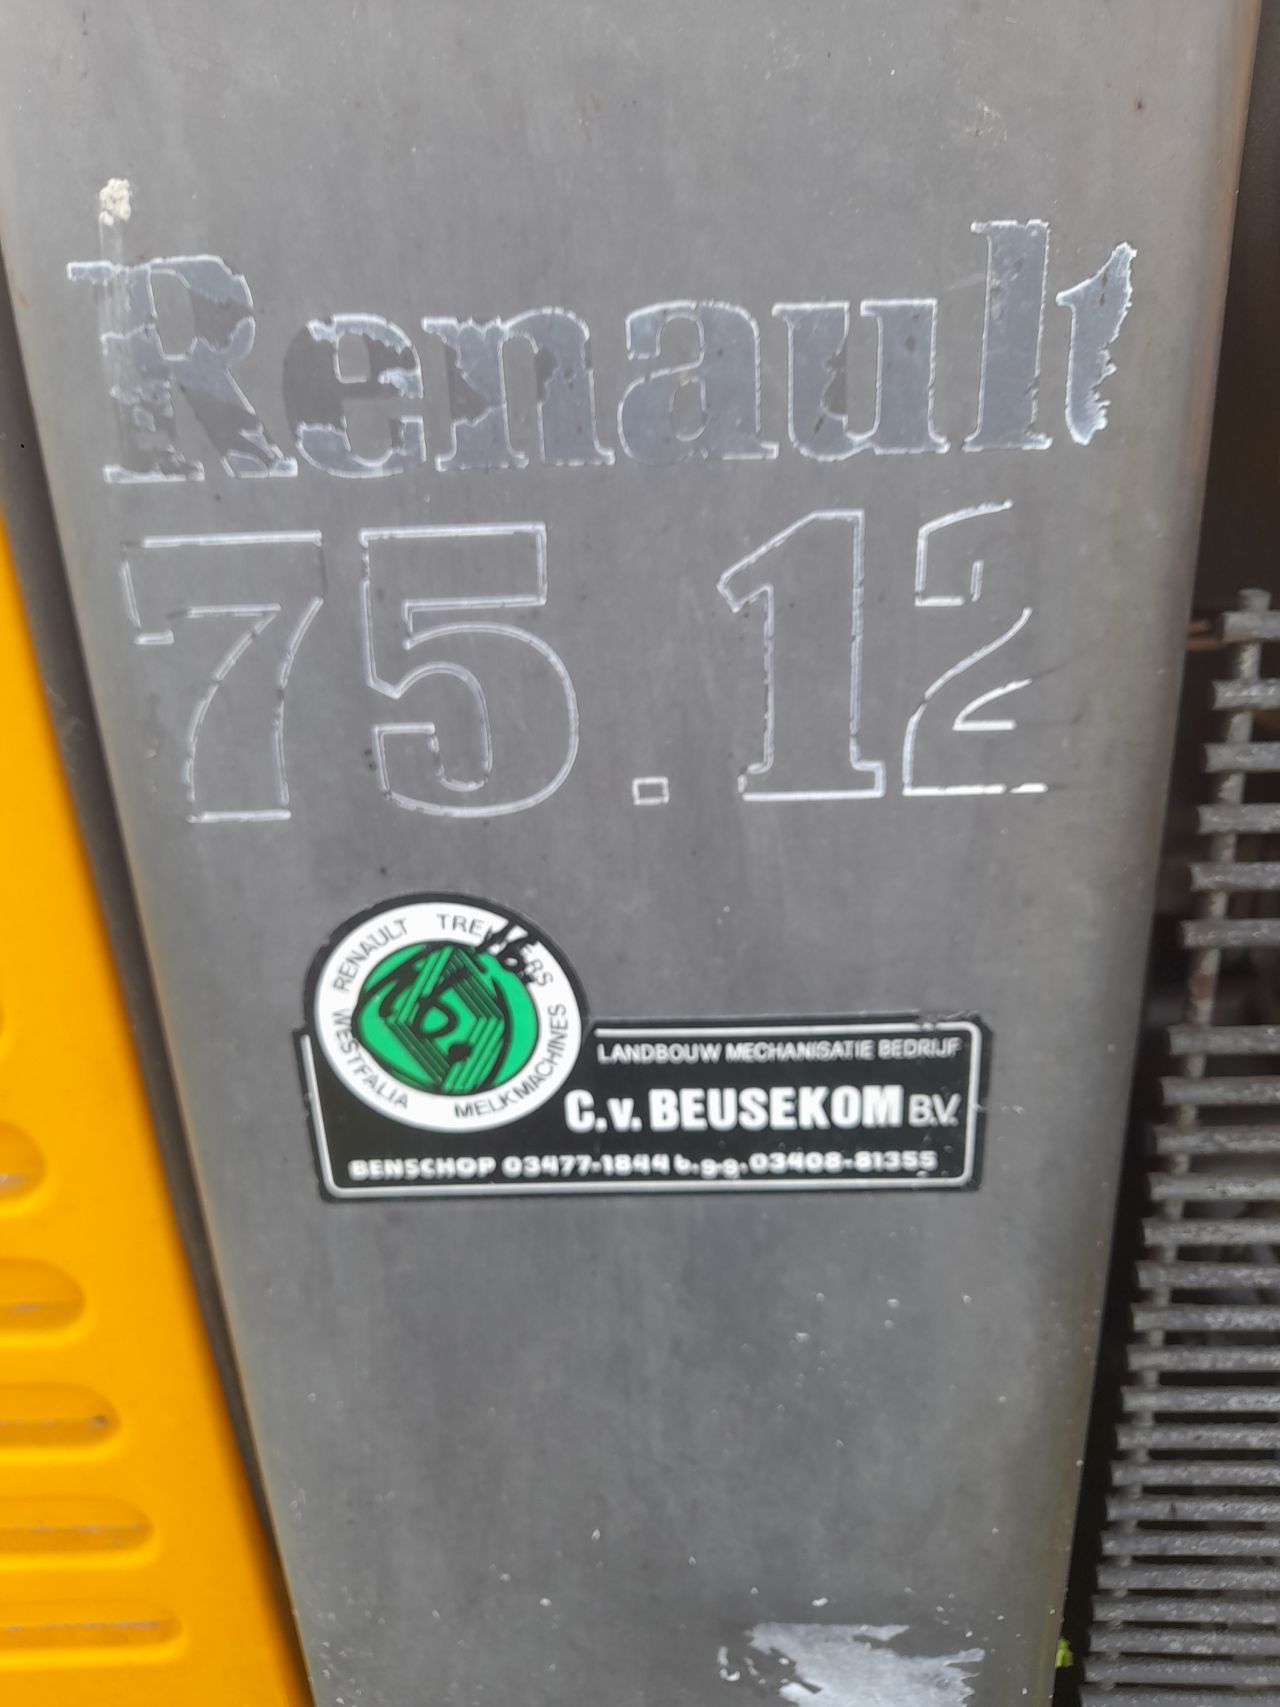 Renault
75.12
RENAULT TREKKERS
WESTFALIA MELKMACHINES
LANDBOUW MECHANISATIE BEDRIJF
C.v. BEUSEKOM B.V.
BENSCHOP 03477-1844 b.g.g. 03408-81355